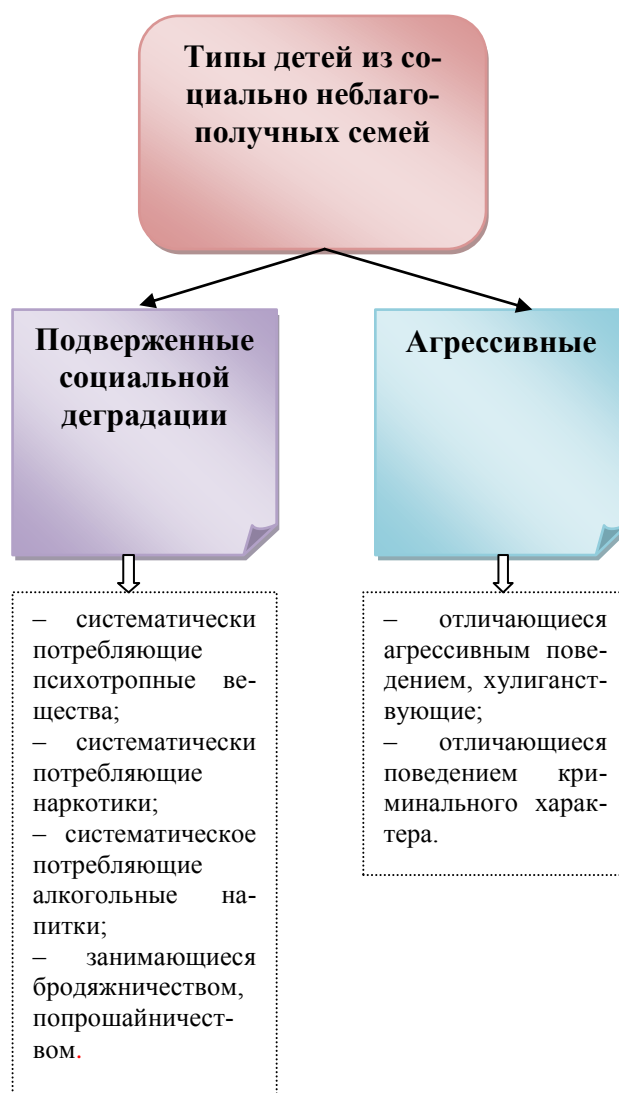 Типы детей из со-
циально неблаго-
получных семей
Подверженные
социальной
деградации
Агрессивные
– систематически
потребляющие
психотропные ве-
щества;
– систематически
потребляющие
наркотики;
– систематическое
потребляющие
алкогольные на-
питки;
– занимающиеся
бродяжничеством,
попрошайничест-
вом.
– отличающиеся
агрессивным пове-
дением, хулиганст-
вующие;
– отличающиеся
поведением кри-
минального харак-
тера.